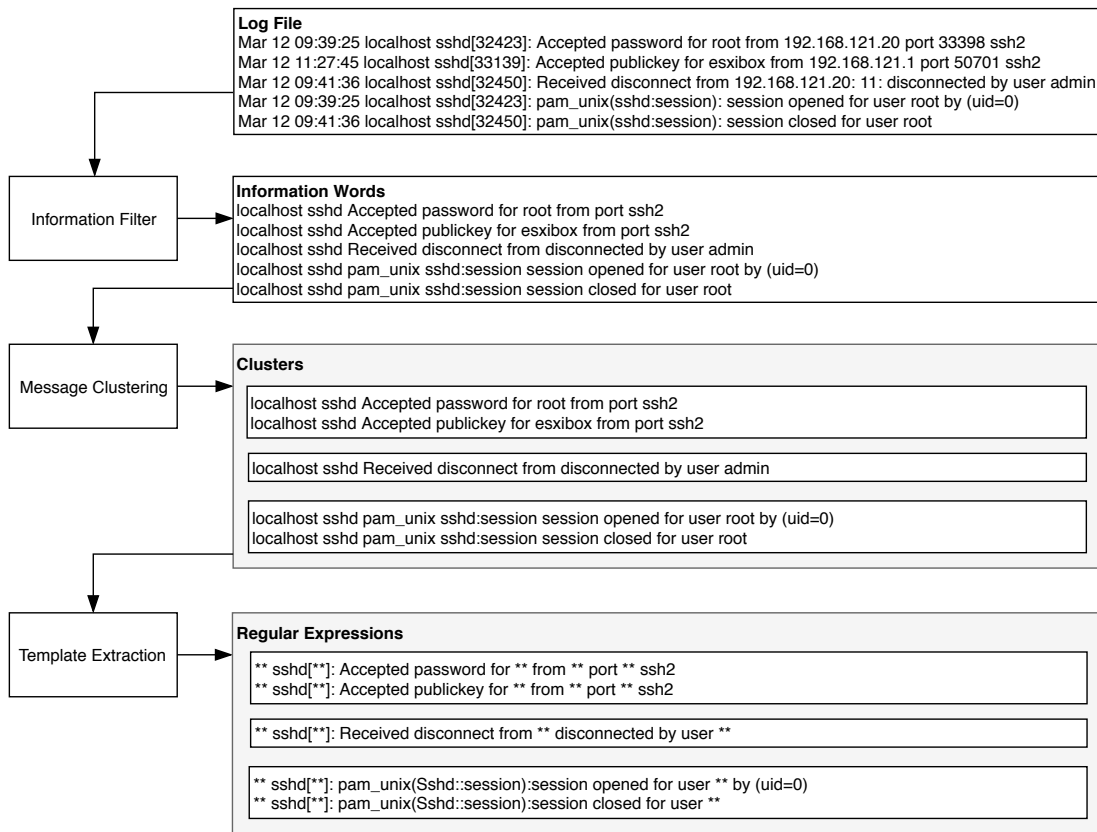 Log File
Mar 12 09:39:25 localhost sshd[32423]: Accepted password for root from 192.168.121.20 port 33398 ssh2
Mar 12 11:27:45 localhost sshd[33139]: Accepted publickey for esxibox from 192.168.121.1 port 50701 ssh2
Mar 12 09:41:36 localhost sshd[32450]: Received disconnect from 192.168.121.20: 11: disconnected by user admin
Mar 12 09:39:25 localhost sshd[32423]: pam_unix(sshd:session): session opened for user root by (uid=0)
Mar 12 09:41:36 localhost sshd[32450]: pam_unix(sshd:session): session closed for user root
Information Filter
Information Words
localhost sshd Accepted password for root from port ssh2
localhost sshd Accepted publickey for esxibox from port ssh2
localhost sshd Received disconnect from disconnected by user admin
localhost sshd pam_unix sshd:session session opened for user root by (uid=0)
localhost sshd pam_unix sshd:session session closed for user root
Message Clustering
Clusters
localhost sshd Accepted password for root from port ssh2
localhost sshd Accepted publickey for esxibox from port ssh2
localhost sshd Received disconnect from disconnected by user admin
localhost sshd pam_unix sshd:session session opened for user root by (uid=0)
localhost sshd pam_unix sshd:session session closed for user root
Template Extraction
Regular Expressions
** sshd[**]: Accepted password for ** from ** port ** ssh2
** sshd[**]: Accepted publickey for ** from ** port ** ssh2
** sshd[**]: Received disconnect from ** disconnected by user **
** sshd[**]: pam_unix(Sshd::session):session opened for user ** by (uid=0)
** sshd[**]: pam_unix(Sshd::session):session closed for user **